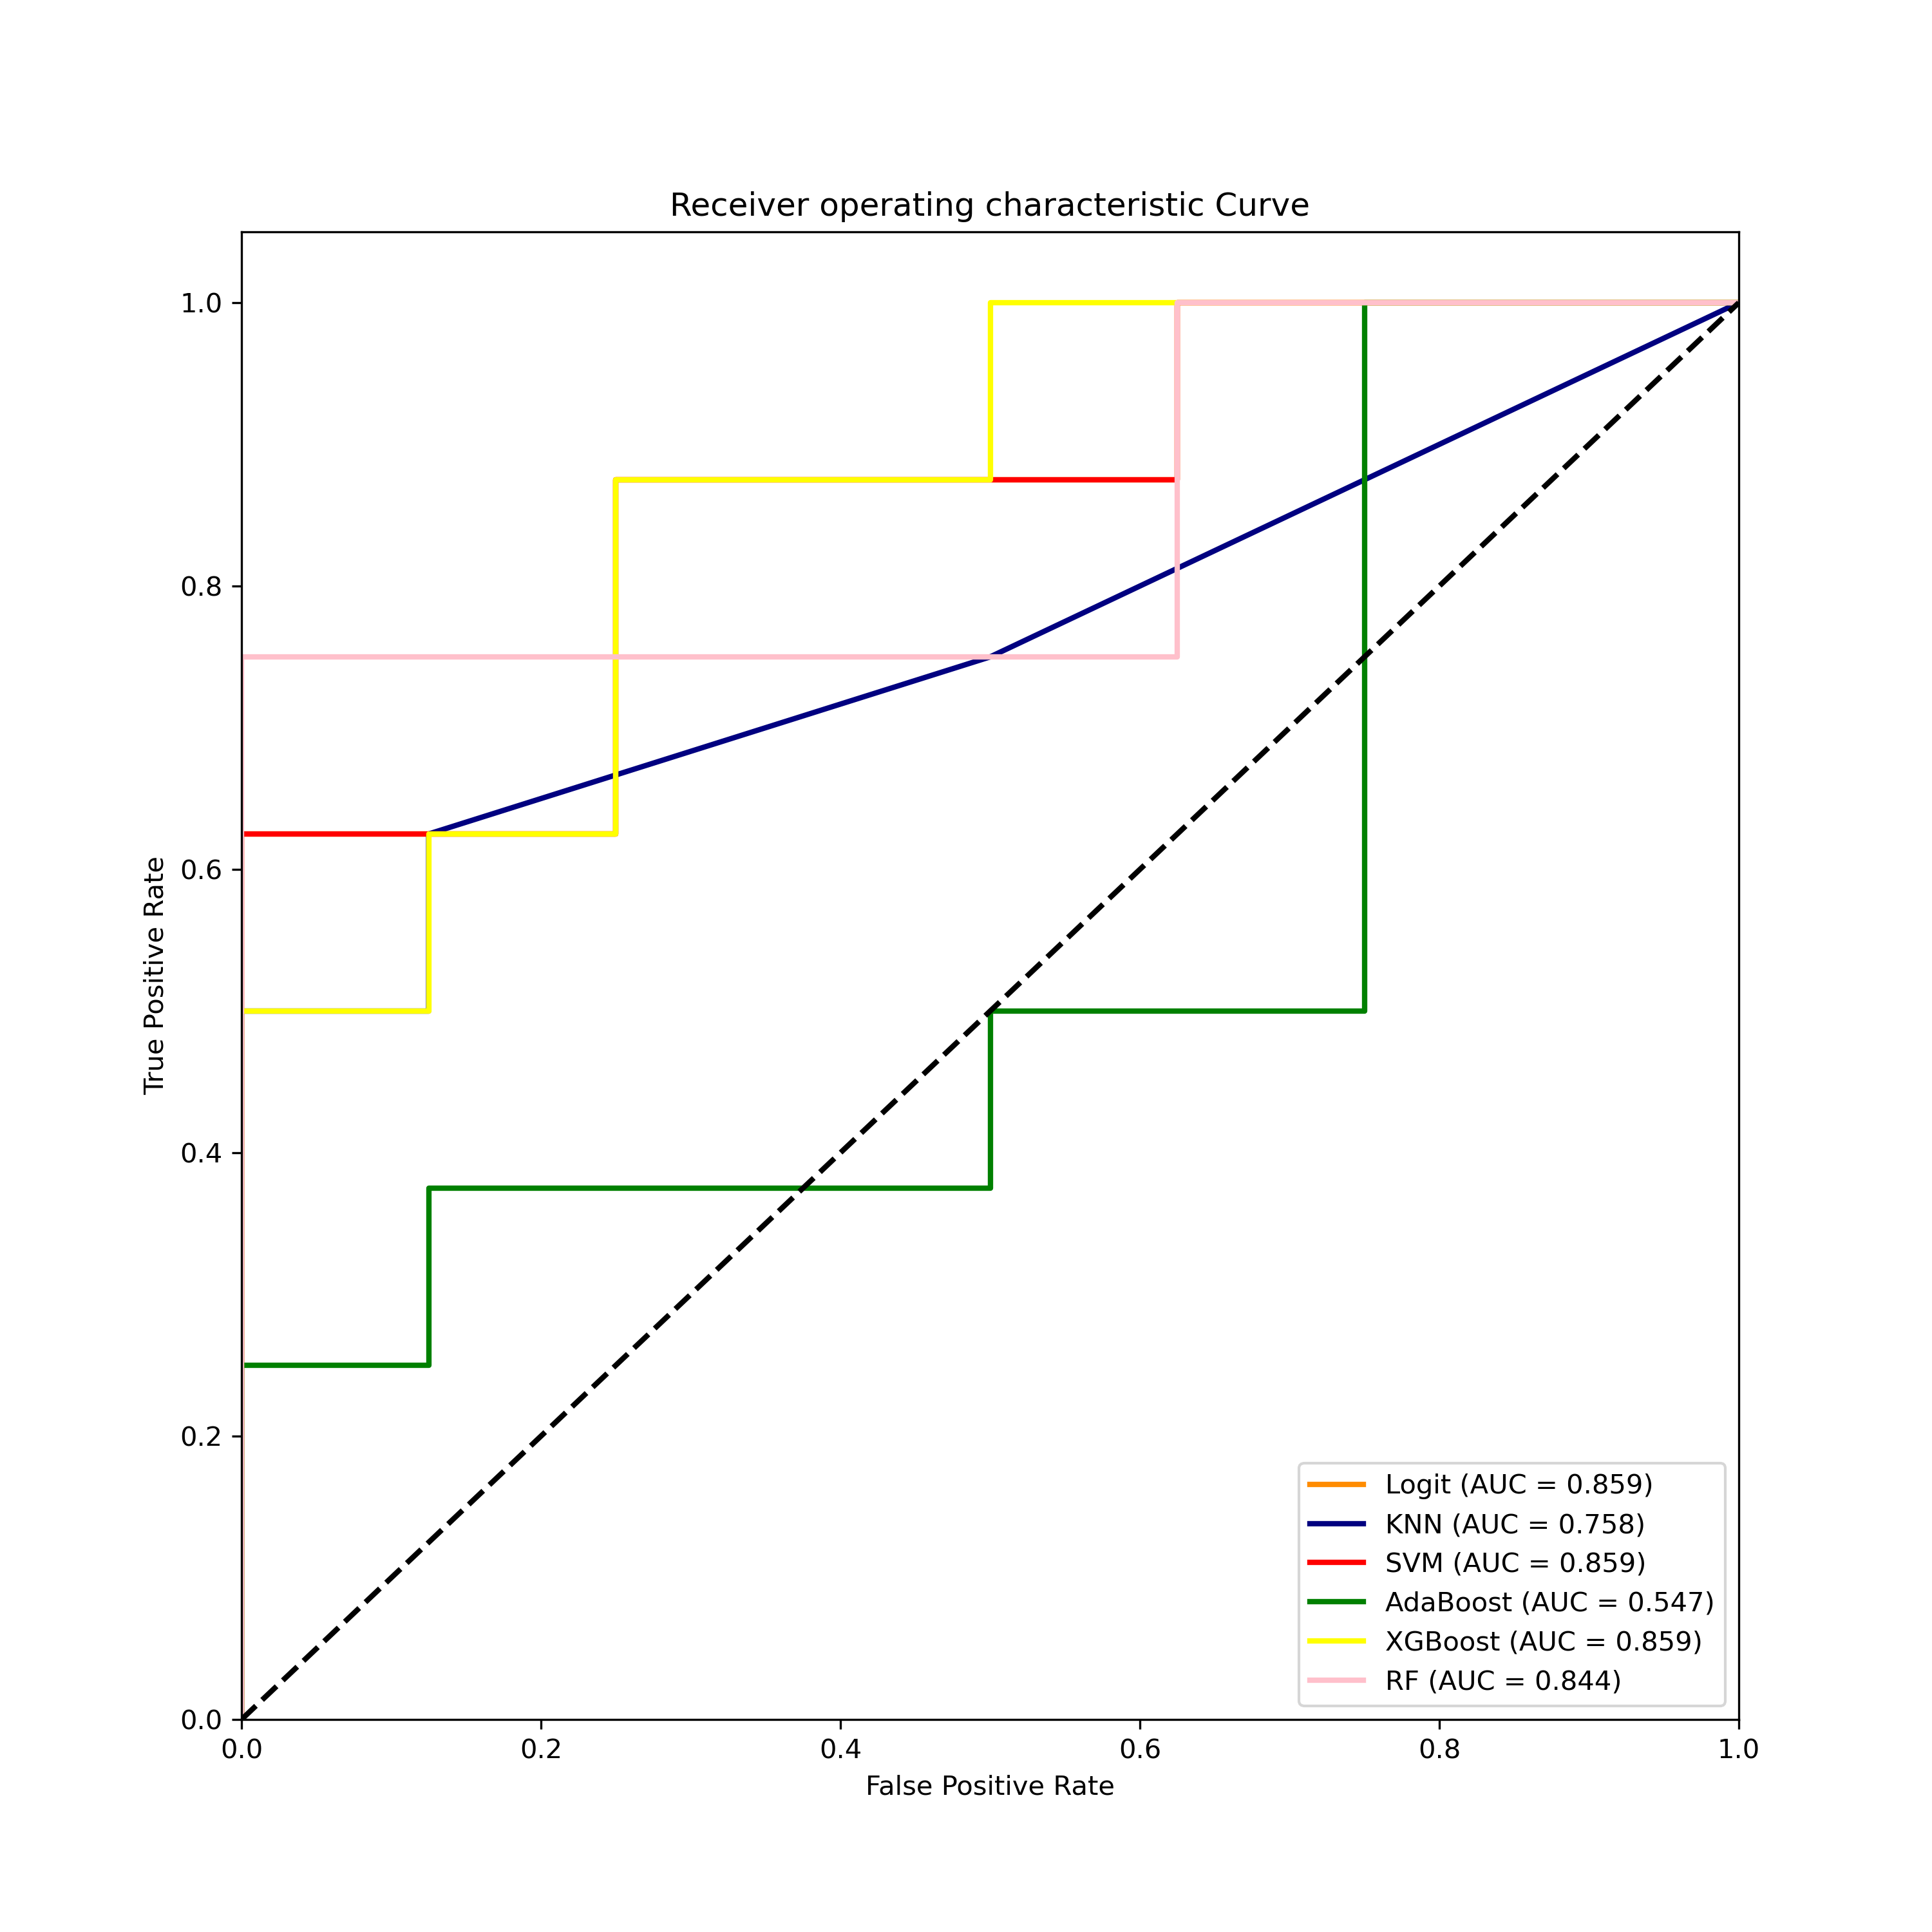 Receiver operating characteristic Curve
1.0
0.8
0.6
0.4
0.2
0.0
True Positive Rate
0.0 0.2 0.4 0.6 0.8 1.0
False Positive Rate
Logit (AUC = 0.859)
KNN (AUC = 0.758)
SVM (AUC = 0.859)
AdaBoost (AUC = 0.547)
XGBoost (AUC = 0.859)
RF (AUC = 0.844)